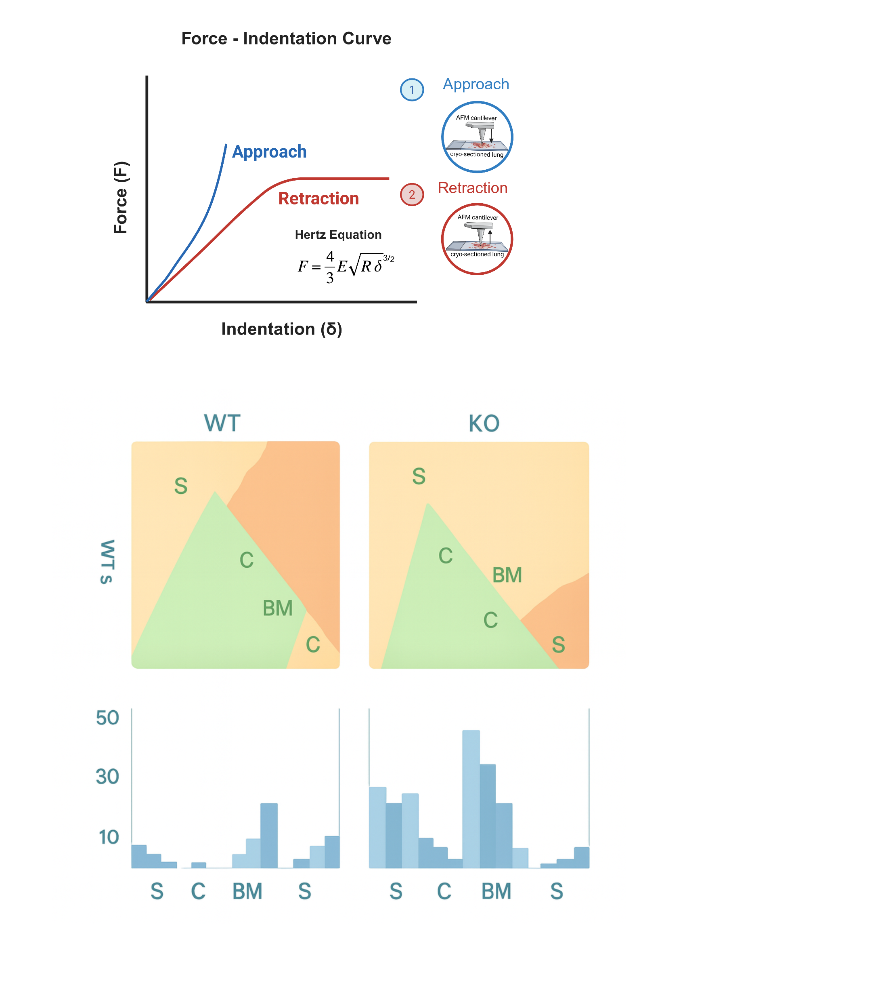 Force - Indentation Curve
Force (F)
Approach
Retraction
Hertz Equation
F = 4/3 E√(R δ)^3/2
Indentation (δ)
1 Approach
AFM cantilever
cryo-sectioned lung
2 Retraction
AFM cantilever
cryo-sectioned lung
WT
KO
WT s
S
C
BM
C
S
C
BM
C
S
50
30
10
S C BM S
S C BM S